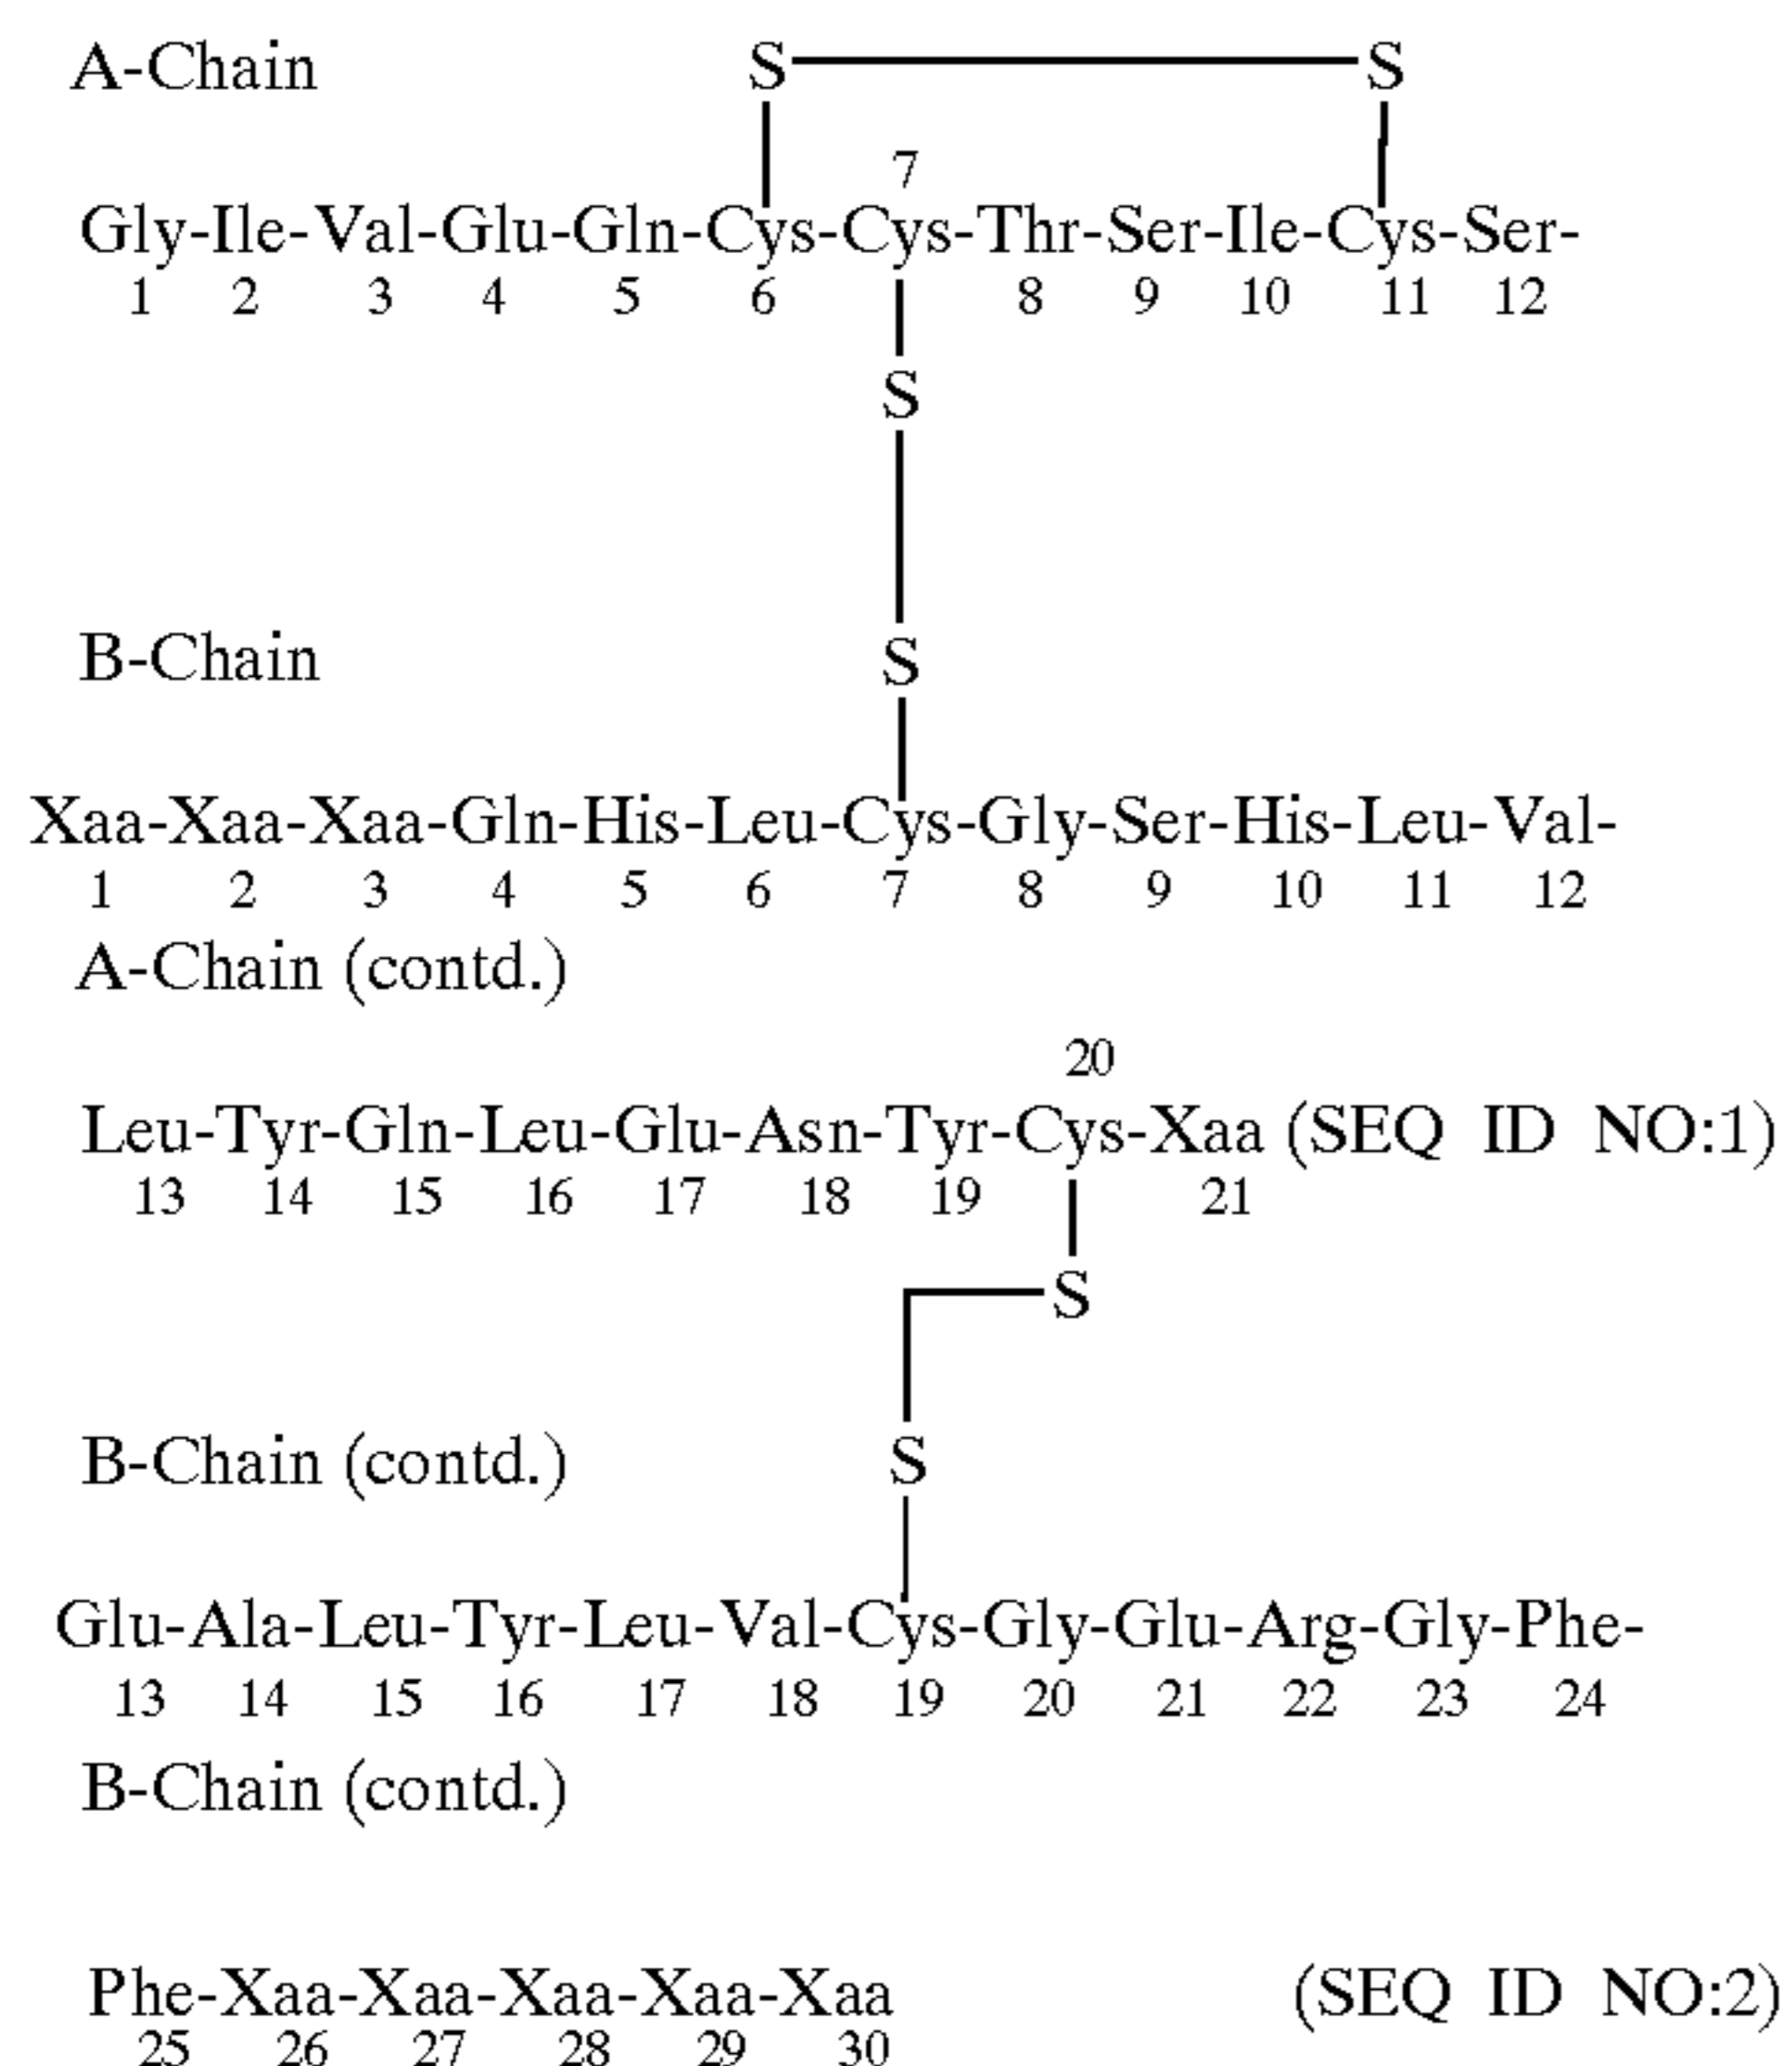 A-Chain
S S
7
Gly-Ile-Val-Glu-Gln-Cys-Cys-Thr-Ser-Ile-Cys-Ser-
1 2 3 4 5 6 8 9 10 11 12
S
B-Chain
S
Xaa-Xaa-Xaa-Gln-His-Leu-Cys-Gly-Ser-His-Leu-Val-
1 2 3 4 5 6 7 8 9 10 11 12
A-Chain (contd.)
20
Leu-Tyr-Gln-Leu-Glu-Asn-Tyr-Cys-Xaa (SEQ ID NO:1)
13 14 15 16 17 18 19 21
S
B-Chain (contd.)
S
Glu-Ala-Leu-Tyr-Leu-Val-Cys-Gly-Glu-Arg-Gly-Phe-
13 14 15 16 17 18 19 20 21 22 23 24
B-Chain (contd.)
Phe-Xaa-Xaa-Xaa-Xaa-Xaa (SEQ ID NO:2)
25 26 27 28 29 30